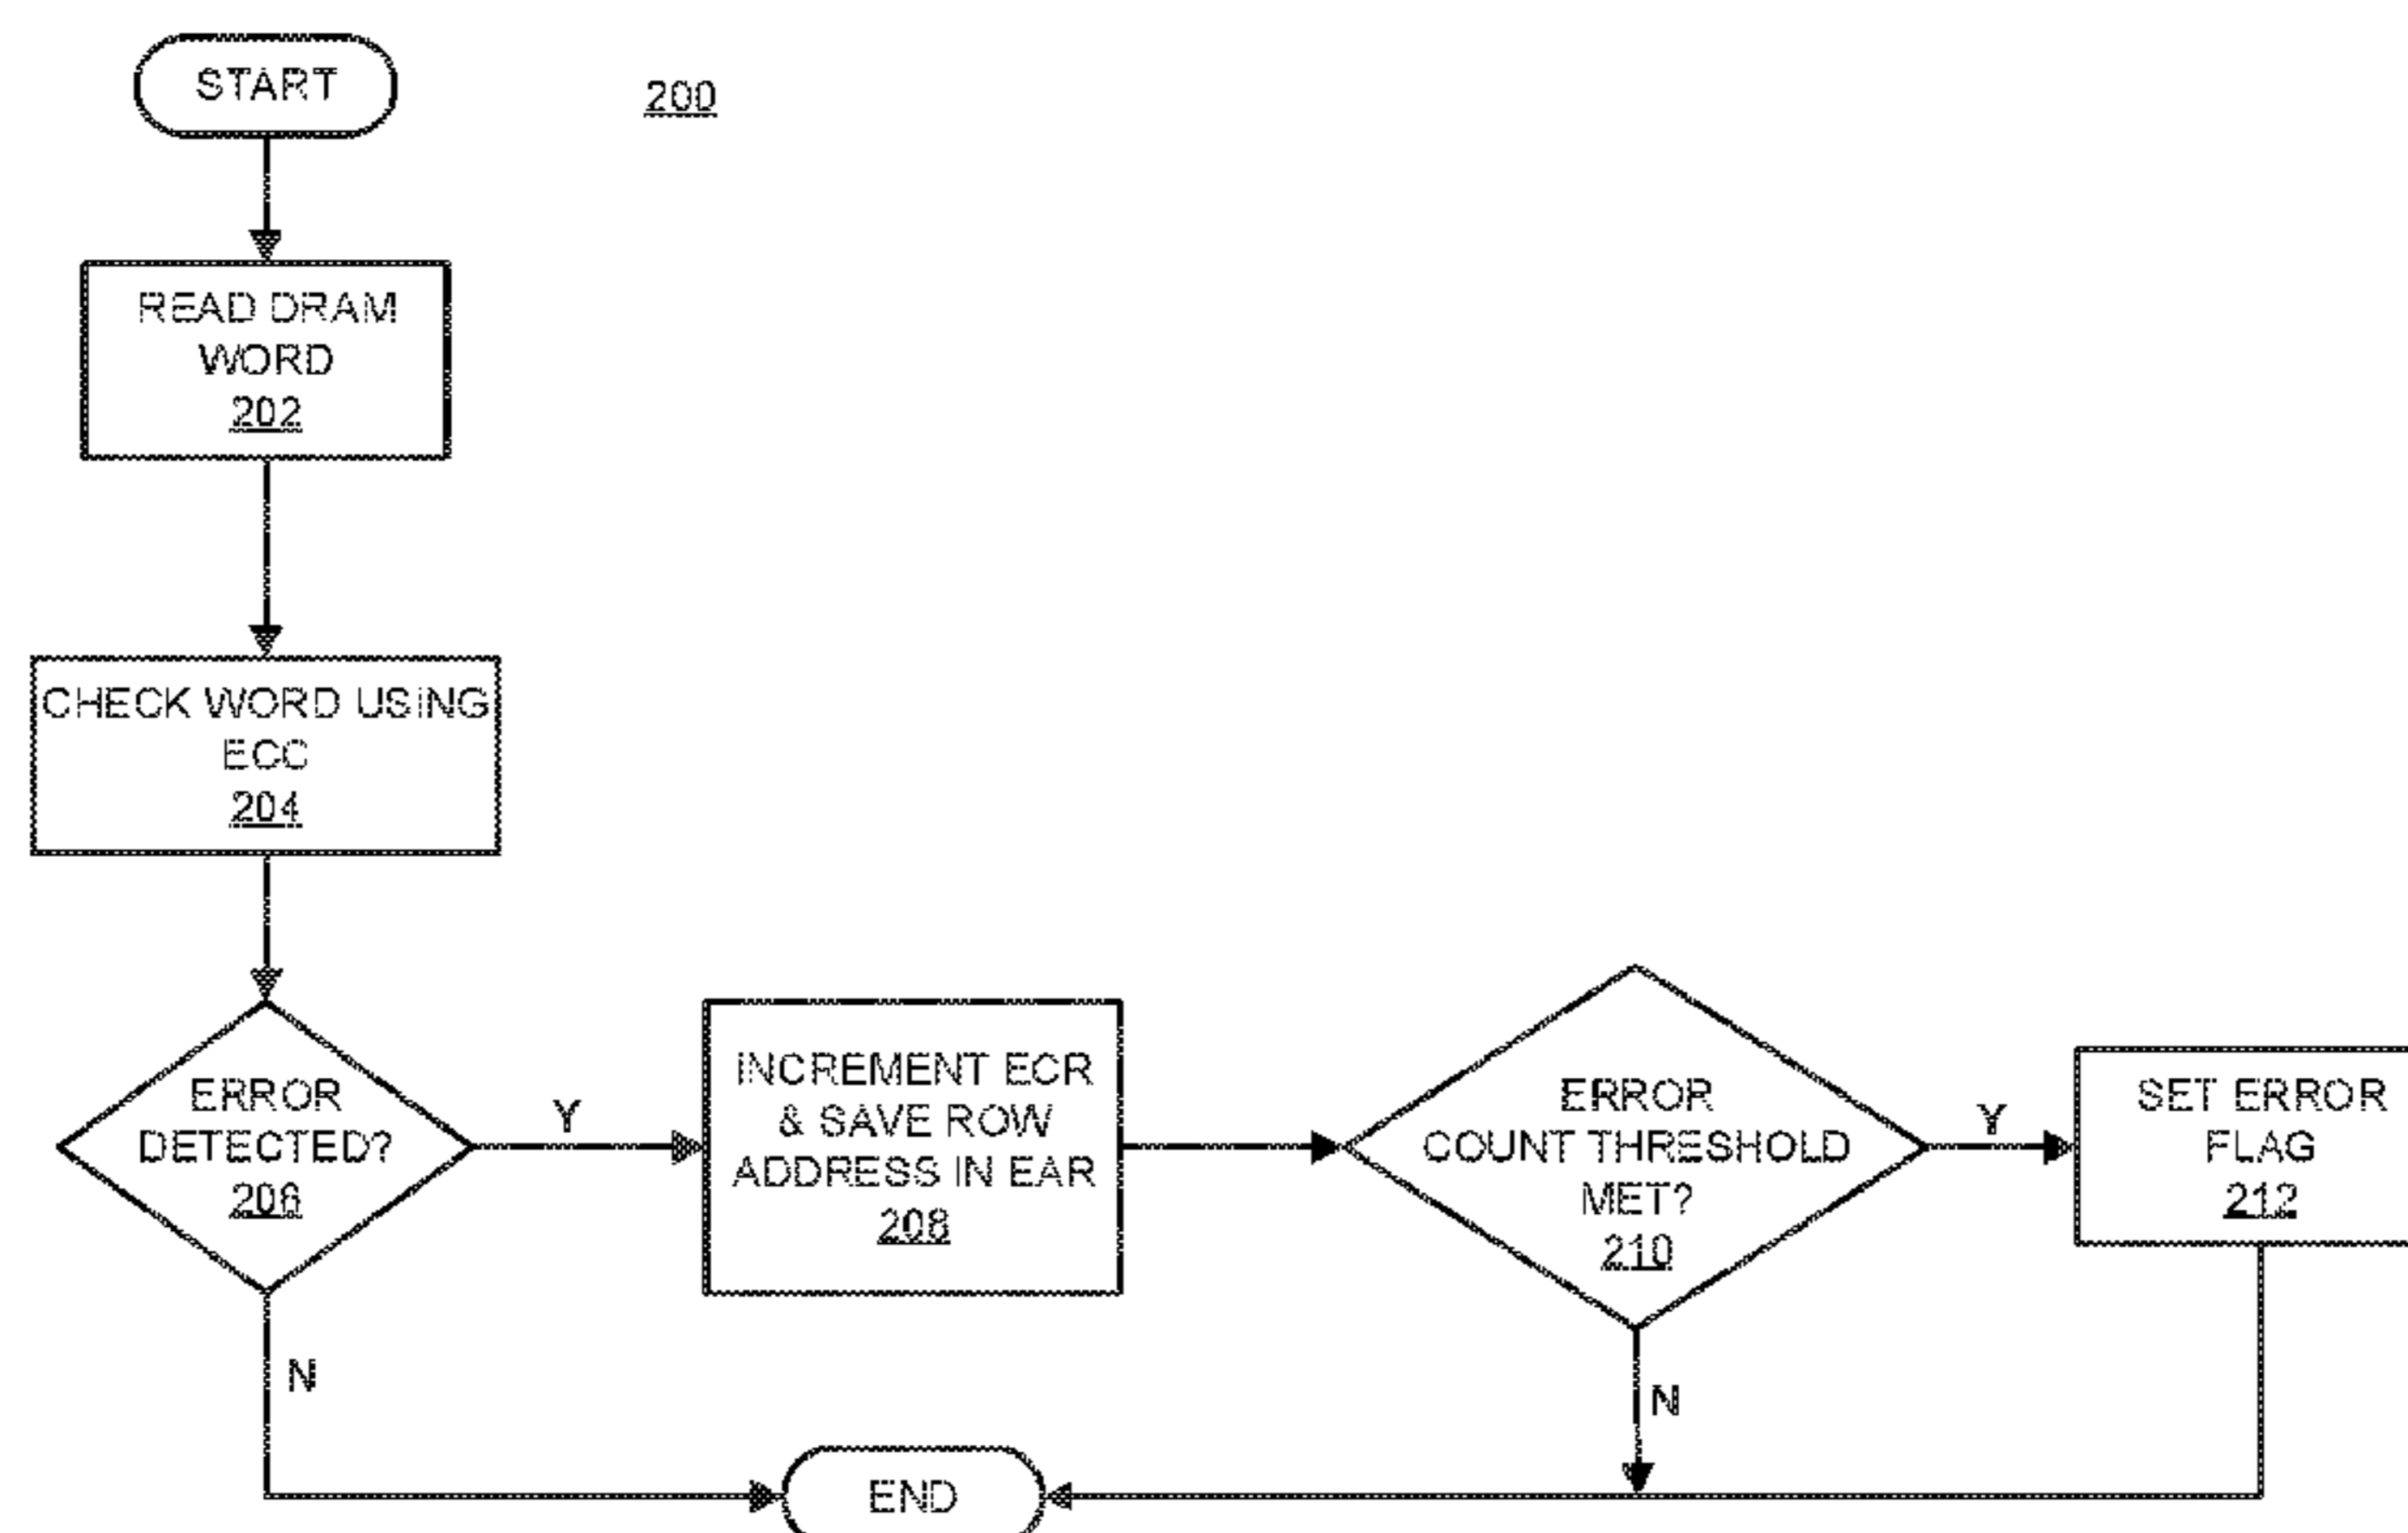 START
200
READ DRAM
WORD
202
CHECK WORD USING
ECC
204
ERROR
DETECTED?
206
Y
INCREMENT ECR
& SAVE ROW
ADDRESS IN EAR
208
ERROR
COUNT THRESHOLD
MET?
210
Y
SET ERROR
FLAG
212
N
N
END